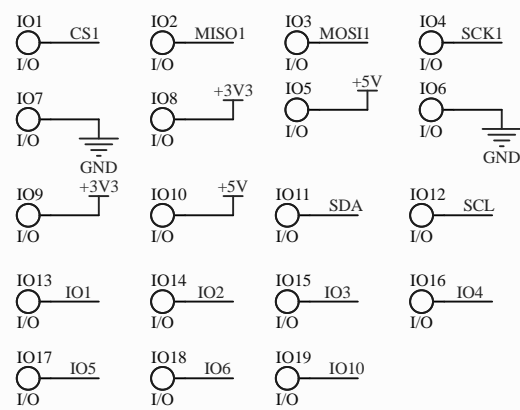 IO1 IO2 IO3 IO4
CS1 MISO1 MOSI1 SCK1
I/O I/O I/O I/O
+5V
IO7 IO8 +3V3 IO5 IO6
I/O I/O I/O I/O
GND GND
+3V3 +5V
IO9 IO10 IO11 IO12
SDA SCL
I/O I/O I/O I/O
IO13 IO14 IO15 IO16
IO1 IO2 IO3 IO4
I/O I/O I/O I/O
IO17 IO18 IO19
IO5 IO6 IO10
I/O I/O I/O